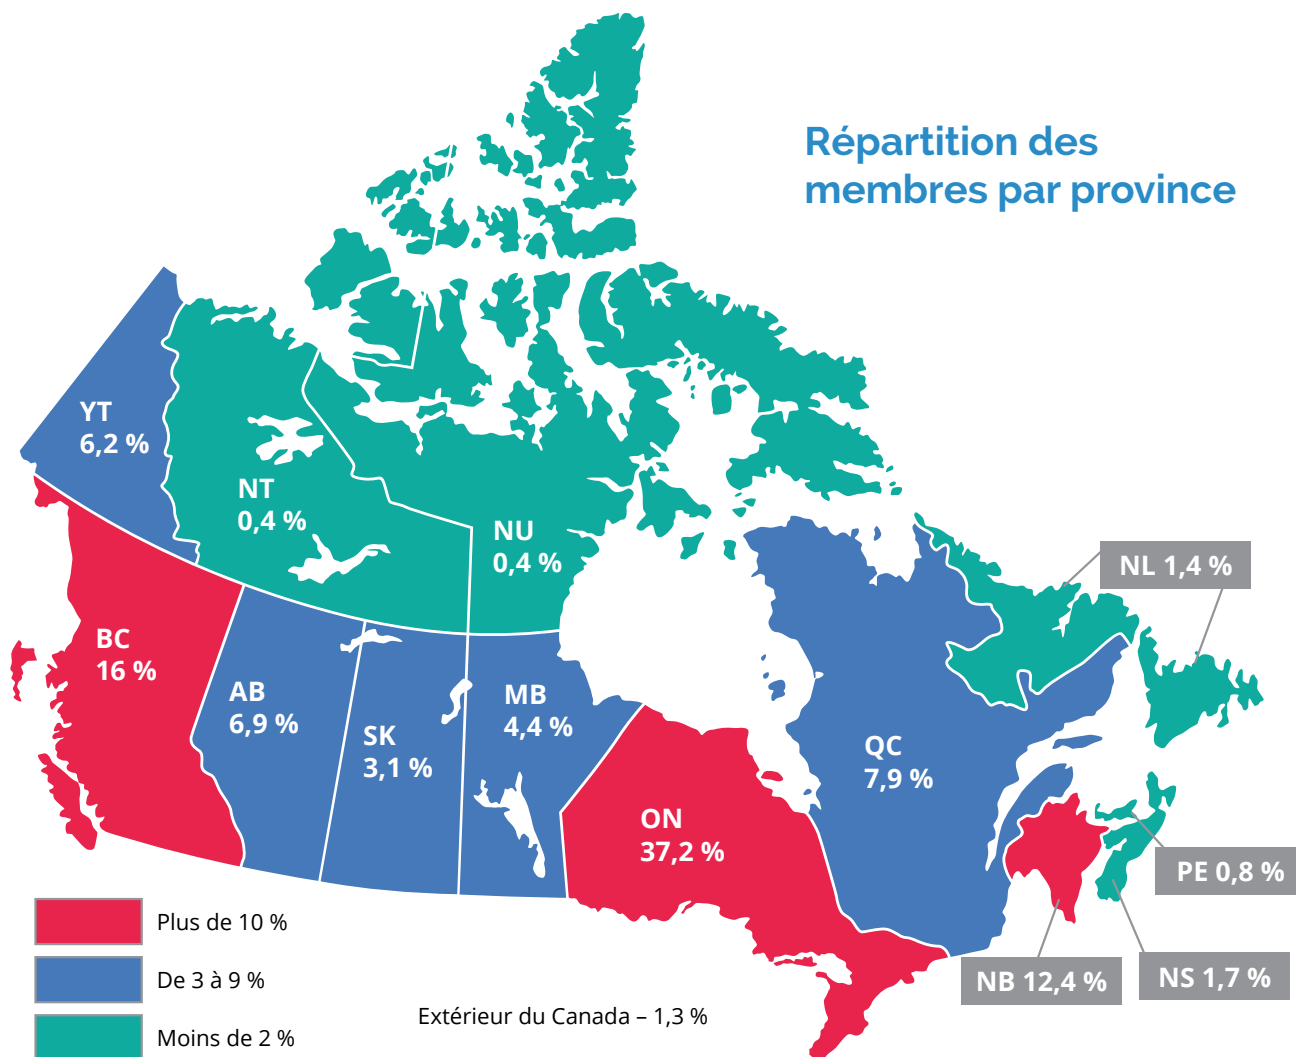 Répartition des
membres par province
YT
6,2 %
NT
0,4 %
NU
0,4 %
NL 1,4 %
BC
16 %
AB
6,9 %
SK
3,1 %
MB
4,4 %
QC
7,9 %
ON
37,2 %
PE 0,8 %
NB 12,4 %
NS 1,7 %
Plus de 10 %
De 3 à 9 %
Moins de 2 %
Extérieur du Canada – 1,3 %